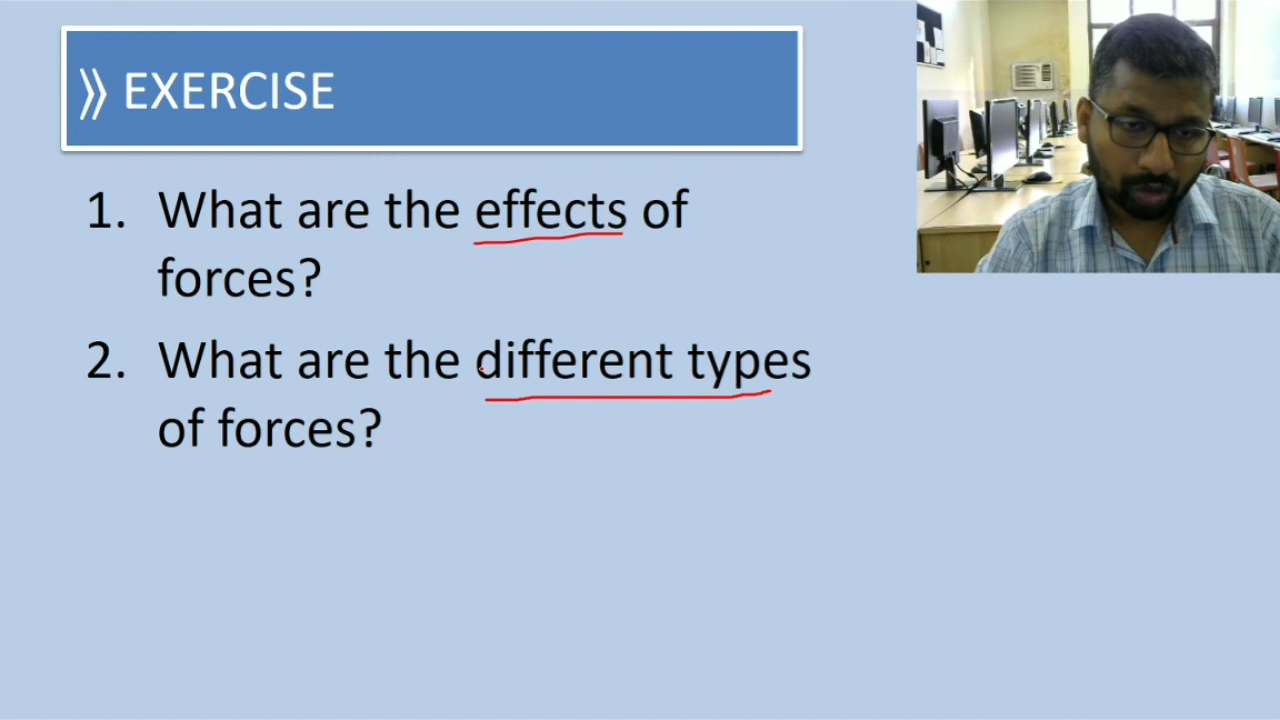 ⟫ EXERCISE
1. What are the effects of
forces?
2. What are the different types
of forces?